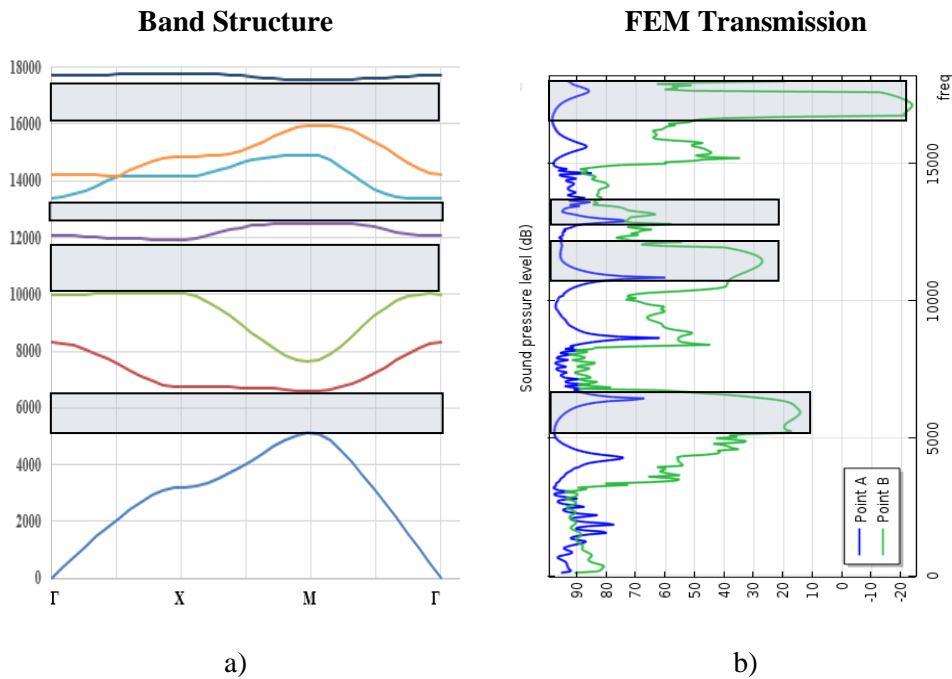 Band Structure
FEM Transmission
18000
16000
14000
12000
10000
8000
6000
4000
2000
0
Γ X M Γ
a)
Sound pressure level (dB)
freq
15000
10000
5000
0
Point A
Point B
90 80 70 60 50 40 30 20 10 0 -10 -20
b)